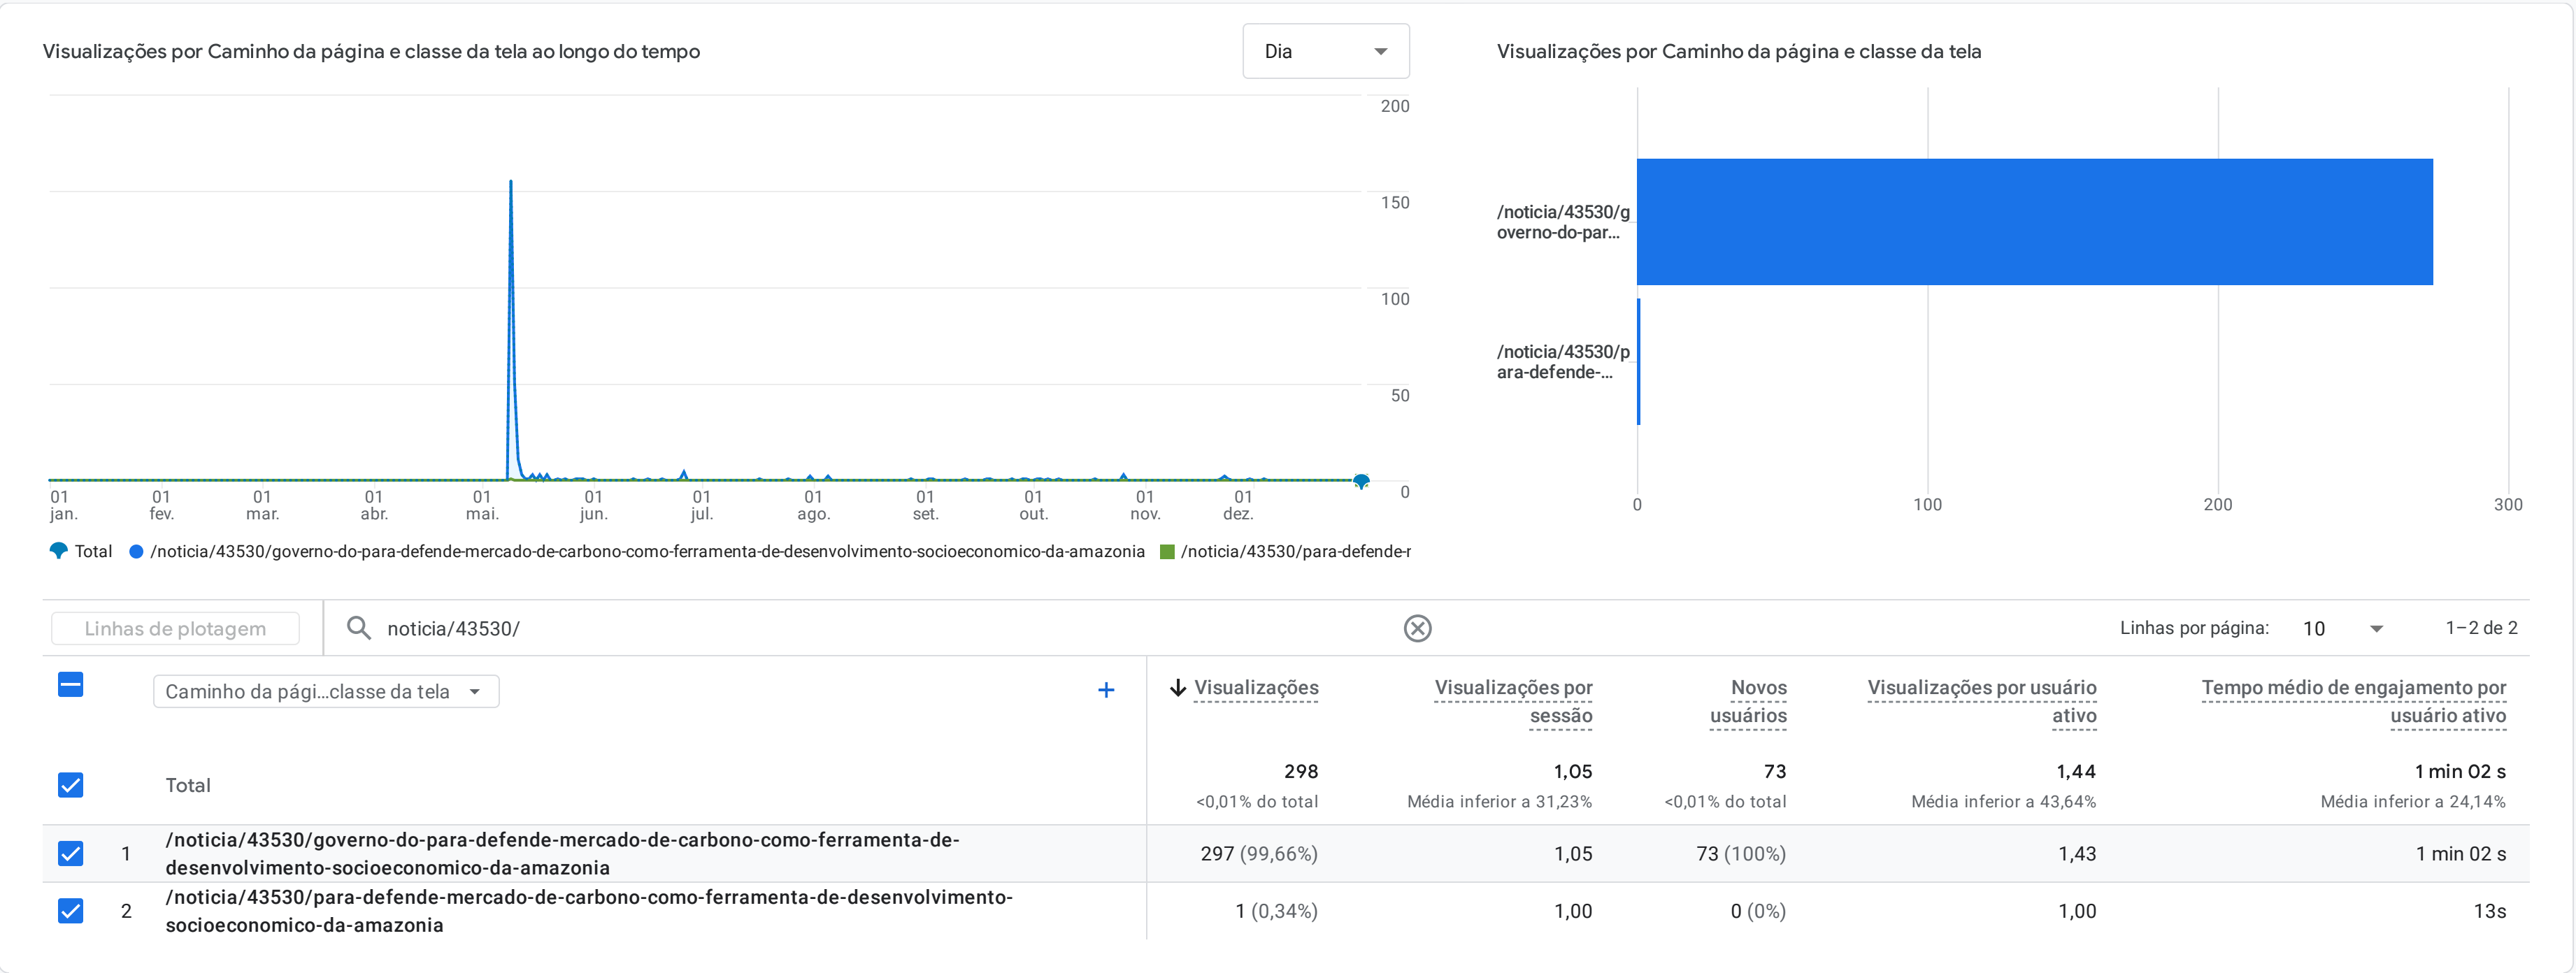 Visualizações por Caminho da página e classe da tela ao longo do tempo
Dia
200
150
100
50
0
01 jan.
01 fev.
01 mar.
01 abr.
01 mai.
01 jun.
01 jul.
01 ago.
01 set.
01 out.
01 nov.
01 dez.
Total
/noticia/43530/governo-do-para-defende-mercado-de-carbono-como-ferramenta-de-desenvolvimento-socioeconomico-da-amazonia
/noticia/43530/para-defende-r
Visualizações por Caminho da página e classe da tela
/noticia/43530/g
overno-do-par...
/noticia/43530/p
ara-defende-...
0
100
200
300
Linhas de plotagem
noticia/43530/
Linhas por página:
10
1–2 de 2
Caminho da pági...classe da tela
+
Visualizações
Visualizações por
sessão
Novos
usuários
Visualizações por usuário
ativo
Tempo médio de engajamento por
usuário ativo
Total
298
<0,01% do total
1,05
Média inferior a 31,23%
73
<0,01% do total
1,44
Média inferior a 43,64%
1 min 02 s
Média inferior a 24,14%
1
/noticia/43530/governo-do-para-defende-mercado-de-carbono-como-ferramenta-de-
desenvolvimento-socioeconomico-da-amazonia
297 (99,66%)
1,05
73 (100%)
1,43
1 min 02 s
2
/noticia/43530/para-defende-mercado-de-carbono-como-ferramenta-de-desenvolvimento-
socioeconomico-da-amazonia
1 (0,34%)
1,00
0 (0%)
1,00
13s